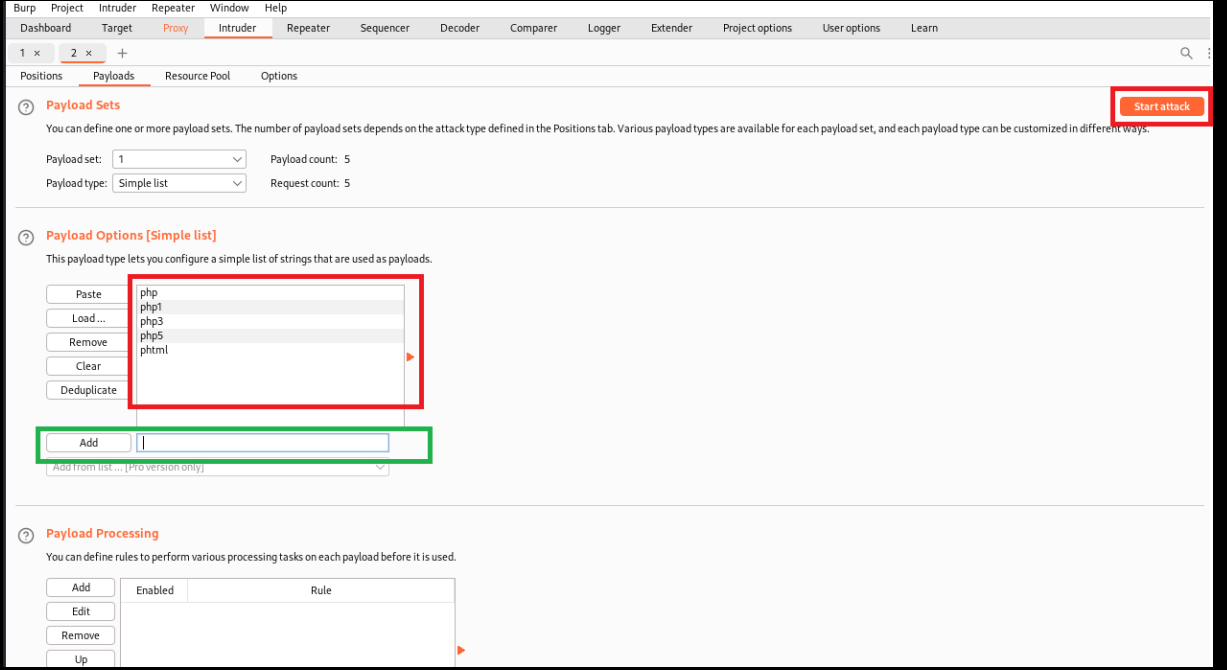 Burp Project Intruder Repeater Window Help
Dashboard Target Proxy Intruder Repeater Sequencer Decoder Comparer Logger Extender Project options User options Learn
1 × 2 × +
Positions Payloads Resource Pool Options
? Payload Sets
Start attack
You can define one or more payload sets. The number of payload sets depends on the attack type defined in the Positions tab. Various payload types are available for each payload set, and each payload type can be customized in different ways.
Payload set: 1 Payload count: 5
Payload type: Simple list Request count: 5
? Payload Options [Simple list]
This payload type lets you configure a simple list of strings that are used as payloads.
Paste
Load ...
Remove
Clear
Deduplicate
php
php1
php3
php5
phtml
Add
Add from list ... [Pro version only]
? Payload Processing
You can define rules to perform various processing tasks on each payload before it is used.
Add
Edit
Remove
Up
Enabled Rule